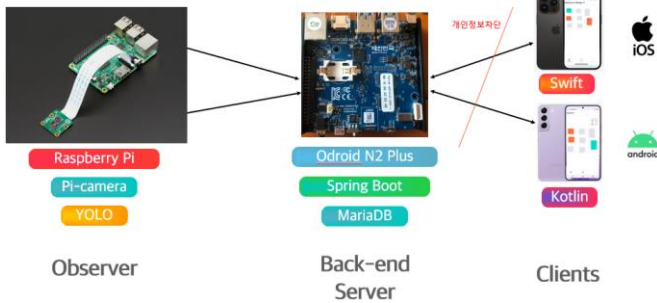 개인정보차단
iOS
Swift
android
Kotlin
Raspberry Pi
Pi-camera
YOLO
Odroid N2 Plus
Spring Boot
MariaDB
Observer
Back-end
Server
Clients